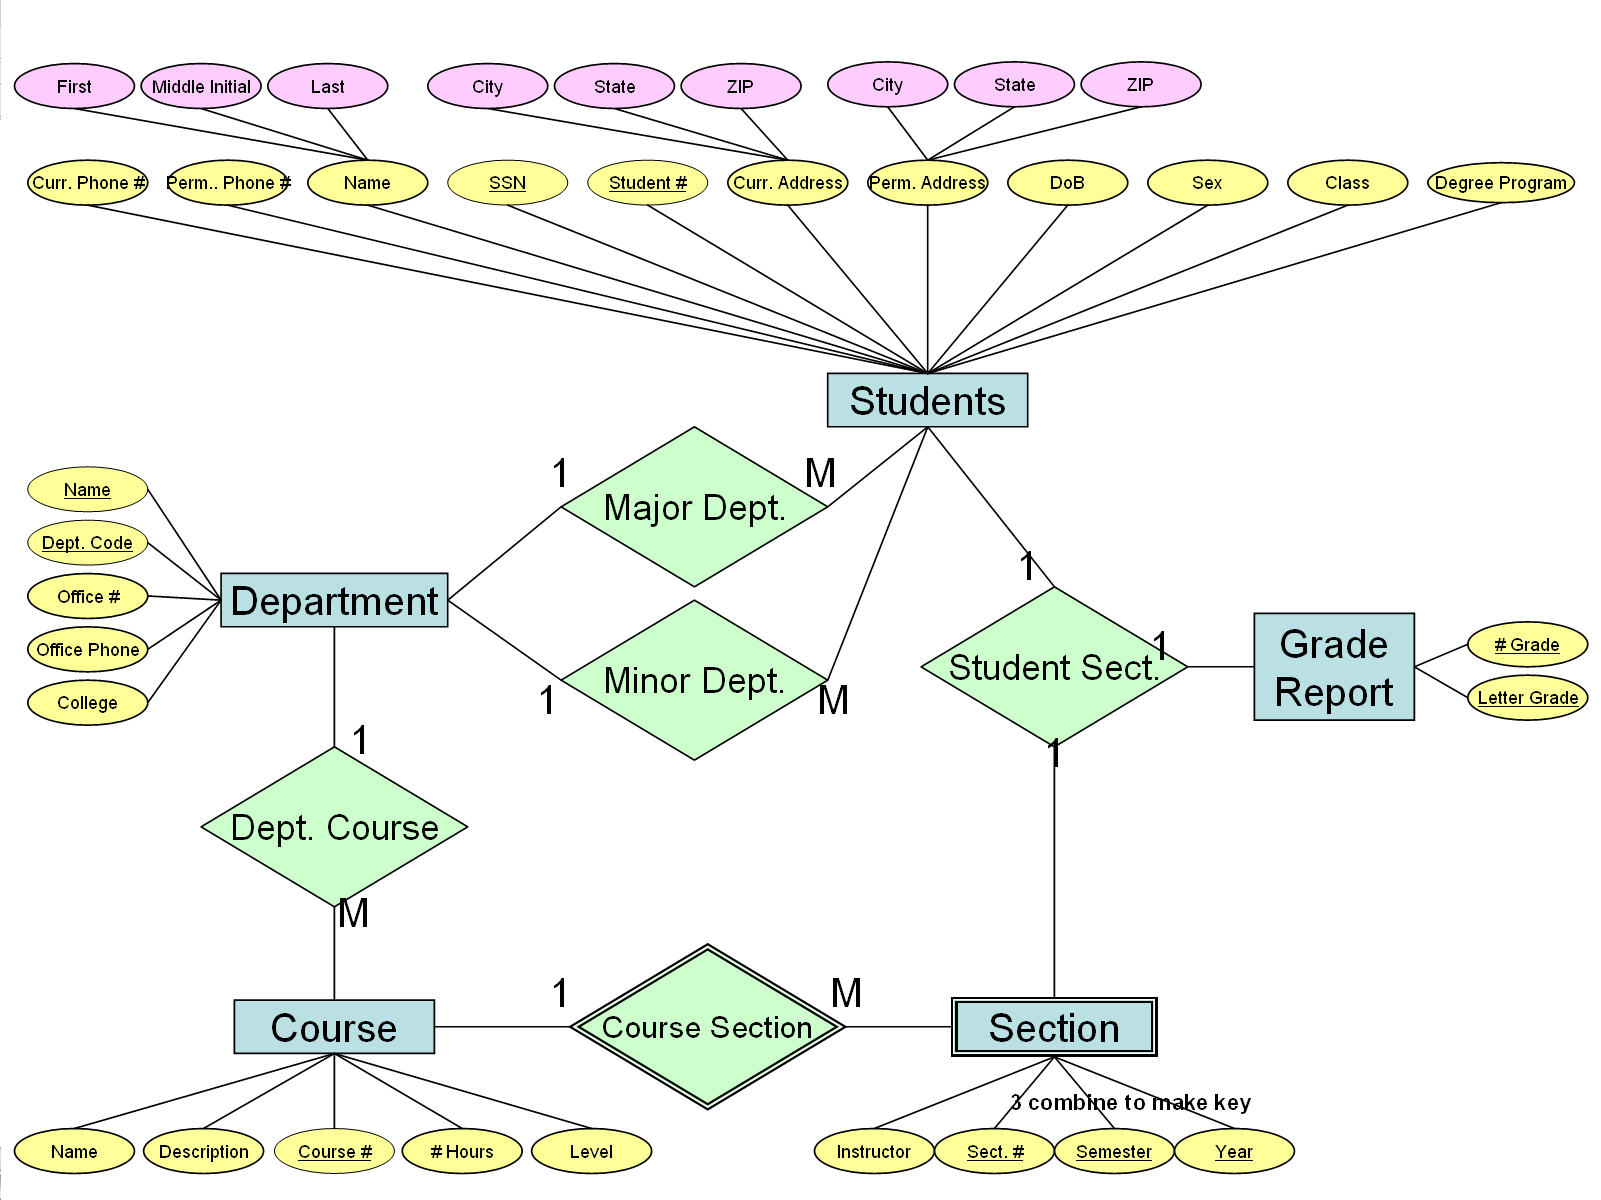 First
Middle Initial
Last
City
State
ZIP
City
State
ZIP
Curr. Phone #
Perm.. Phone #
Name
SSN
Student #
Curr. Address
Perm. Address
DoB
Sex
Class
Degree Program
Students
1
M
Major Dept.
Name
Dept. Code
Office #
Office Phone
College
Department
1
Minor Dept.
M
1
1
Student Sect.
1
Grade
Report
# Grade
Letter Grade
1
Dept. Course
M
Course
1
Course Section
M
Section
3 combine to make key
Name
Description
Course #
# Hours
Level
Instructor
Sect. #
Semester
Year